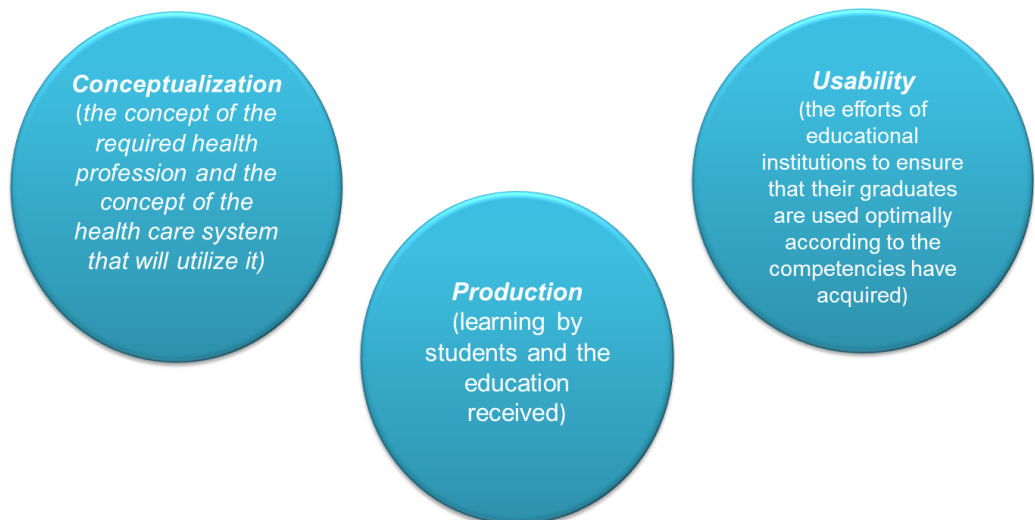 Conceptualization
(the concept of the
required health
profession and the
concept of the
health care system
that will utilize it)
Production
(learning by
students and the
education
received)
Usability
(the efforts of
educational
institutions to ensure
that their graduates
are used optimally
according to the
competencies have
acquired)